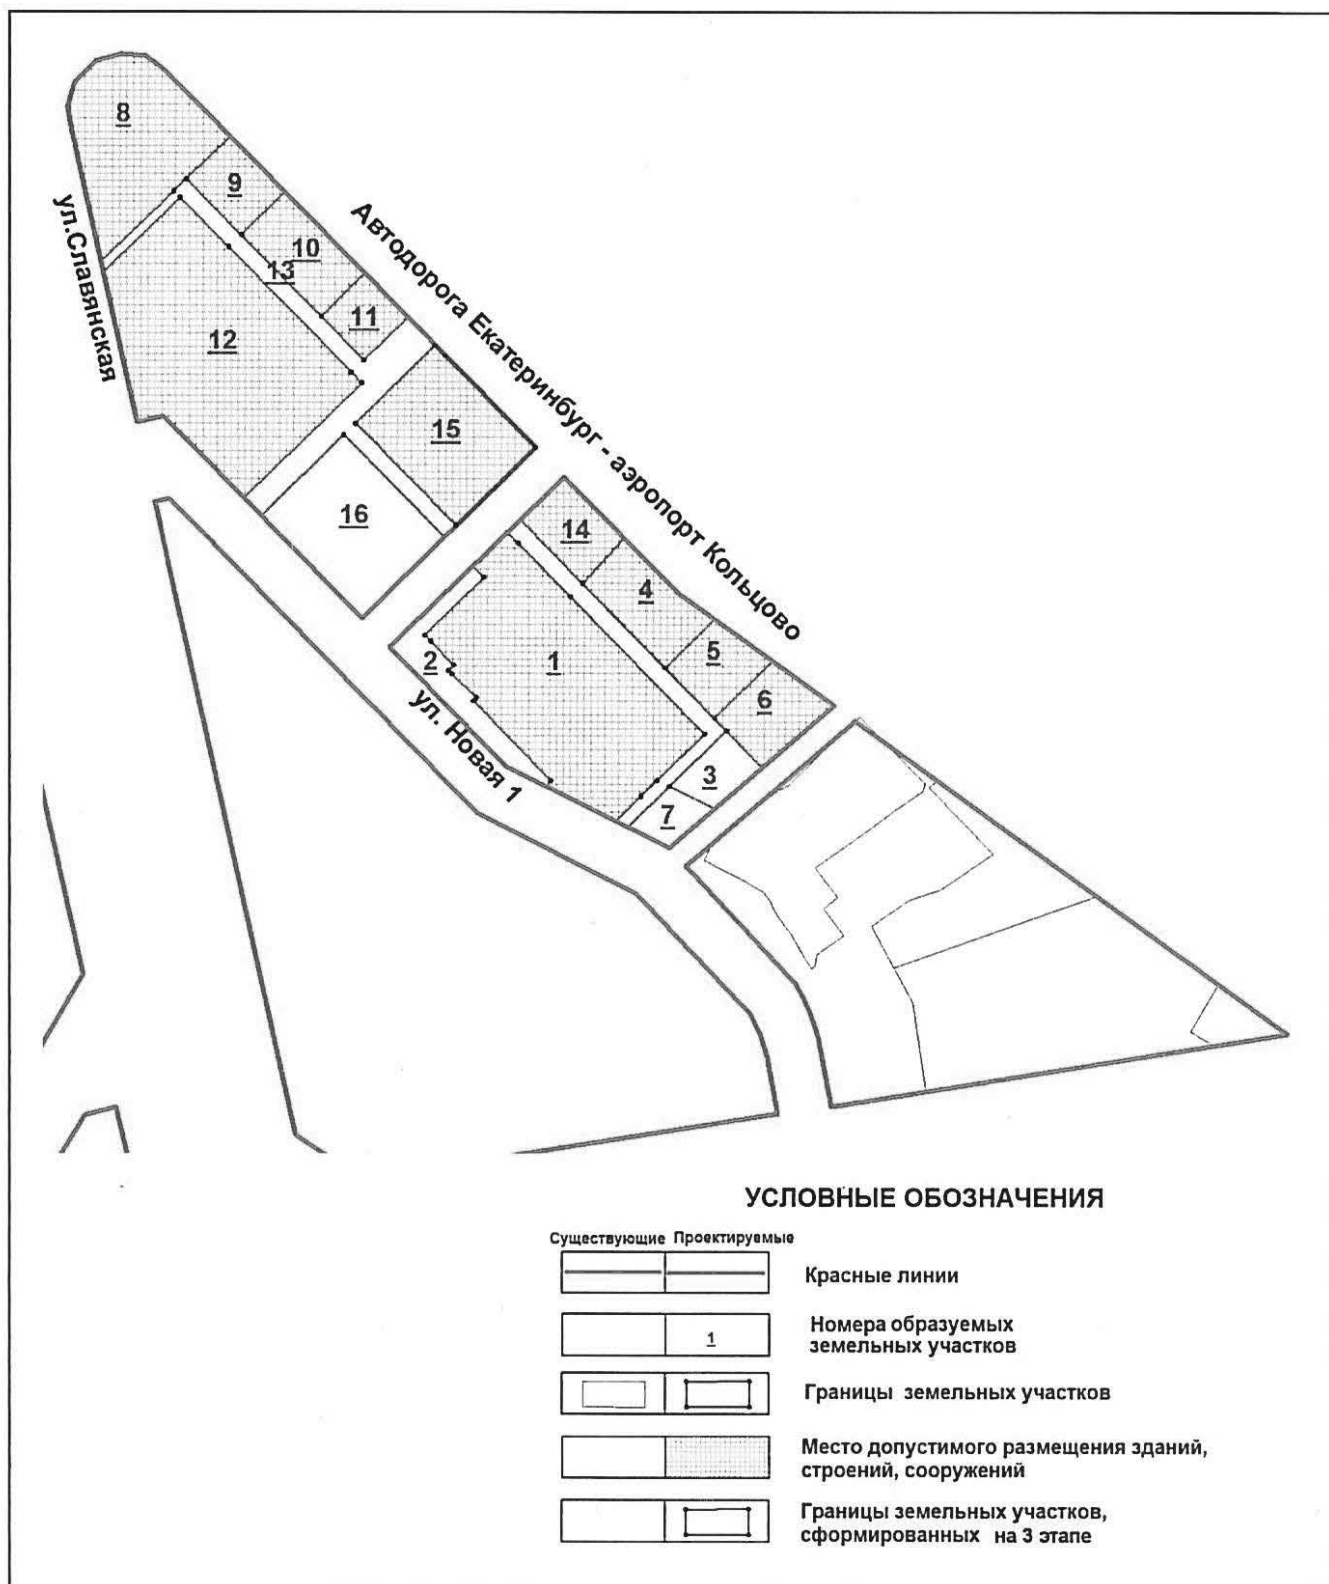 8
9
ул.Славянская
Автодорога Екатеринбург - аэропорт Кольцово
10
13
11
12
15
16
14
4
1
5
2
6
ул. Новая 1
3
7
УСЛОВНЫЕ ОБОЗНАЧЕНИЯ
Существующие Проектируемые
Красные линии
1
Номера образуемых
земельных участков
Границы земельных участков
Место допустимого размещения зданий,
строений, сооружений
Границы земельных участков,
сформированных на 3 этапе